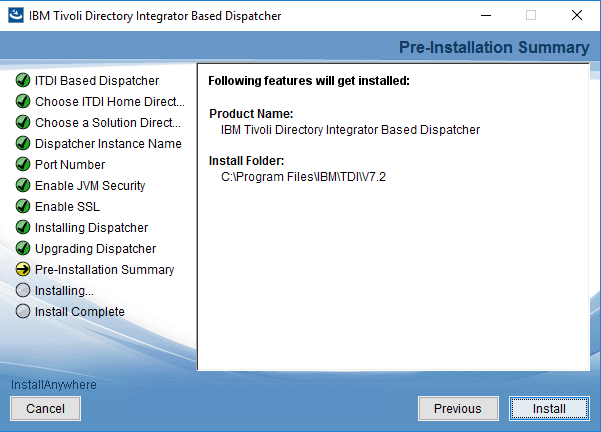 IBM Tivoli Directory Integrator Based Dispatcher
Pre-Installation Summary
ITDI Based Dispatcher
Choose ITDI Home Direct...
Choose a Solution Direct...
Dispatcher Instance Name
Port Number
Enable JVM Security
Enable SSL
Installing Dispatcher
Upgrading Dispatcher
Pre-Installation Summary
Installing...
Install Complete
Following features will get installed:
Product Name:
IBM Tivoli Directory Integrator Based Dispatcher
Install Folder:
C:\Program Files\IBM\TDI\V7.2
InstallAnywhere
Cancel
Previous
Install